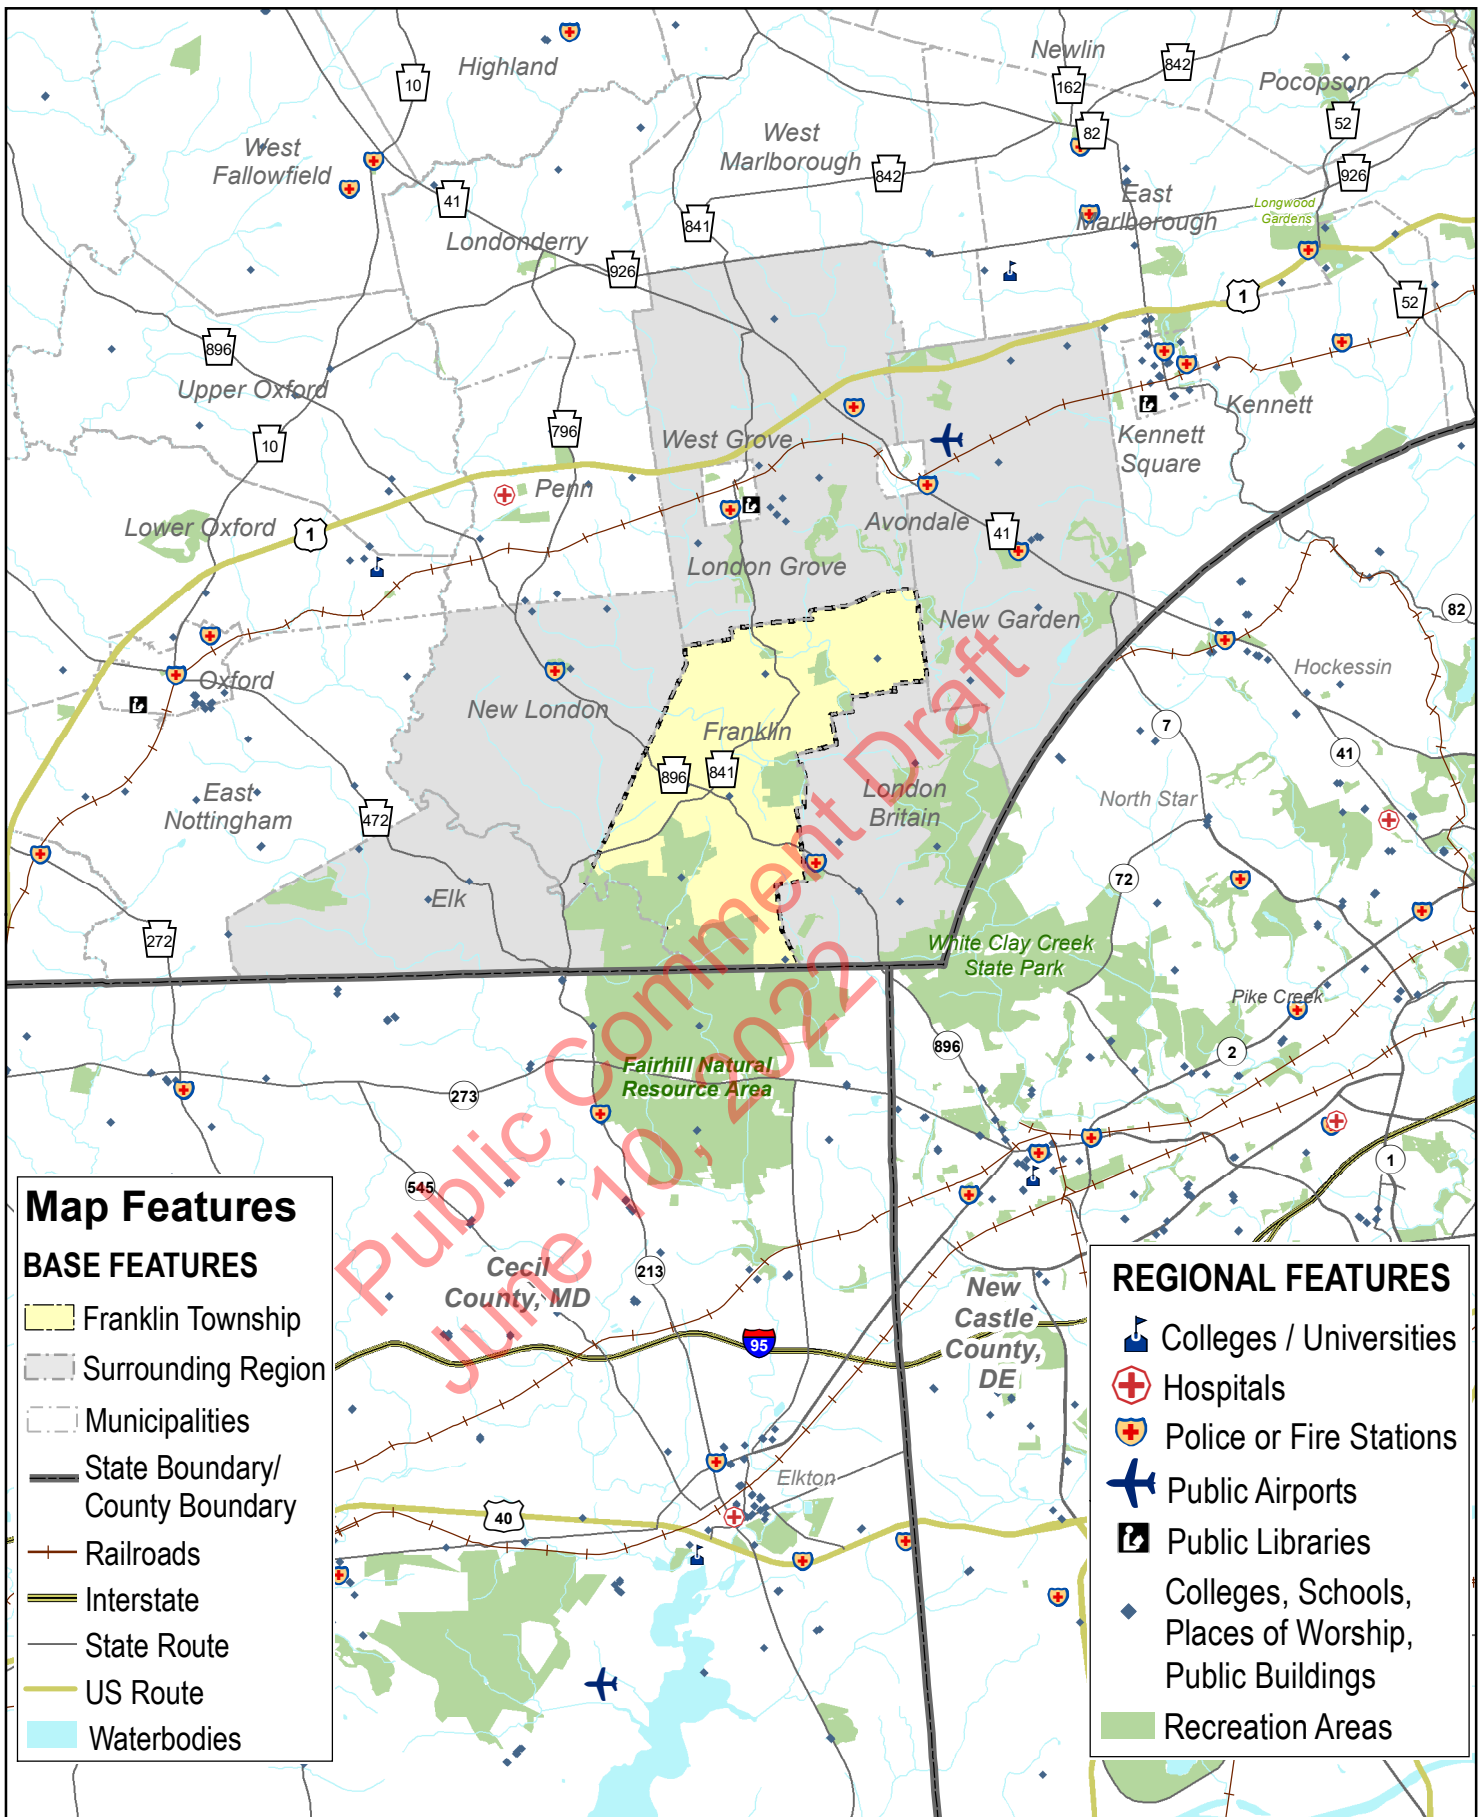 Highland
Newlin
Pocopson
10
162
842
52
82
West
Fallowfield
West
Marlborough
842
926
41
841
East
Marlborough
Longwood
Gardens
Londonderry
926
1
52
896
Upper Oxford
10
796
West Grove
Kennett
Kennett
Square
Penn
Lower Oxford
1
Avondale
41
London Grove
New Garden
82
Hockessin
Oxford
New London
Franklin
7
41
896
841
London
Britain
North Star
East
Nottingham
472
72
Elk
272
White Clay Creek
State Park
Pike Creek
896
2
Fairhill Natural
Resource Area
273
545
1
213
Cecil
County, MD
New
Castle
County,
DE
95
Elkton
40
Public Comment Draft
June 10, 2022
Map Features
BASE FEATURES
Franklin Township
Surrounding Region
Municipalities
State Boundary/
County Boundary
Railroads
Interstate
State Route
US Route
Waterbodies
REGIONAL FEATURES
Colleges / Universities
Hospitals
Police or Fire Stations
Public Airports
Public Libraries
Colleges, Schools,
Places of Worship,
Public Buildings
Recreation Areas